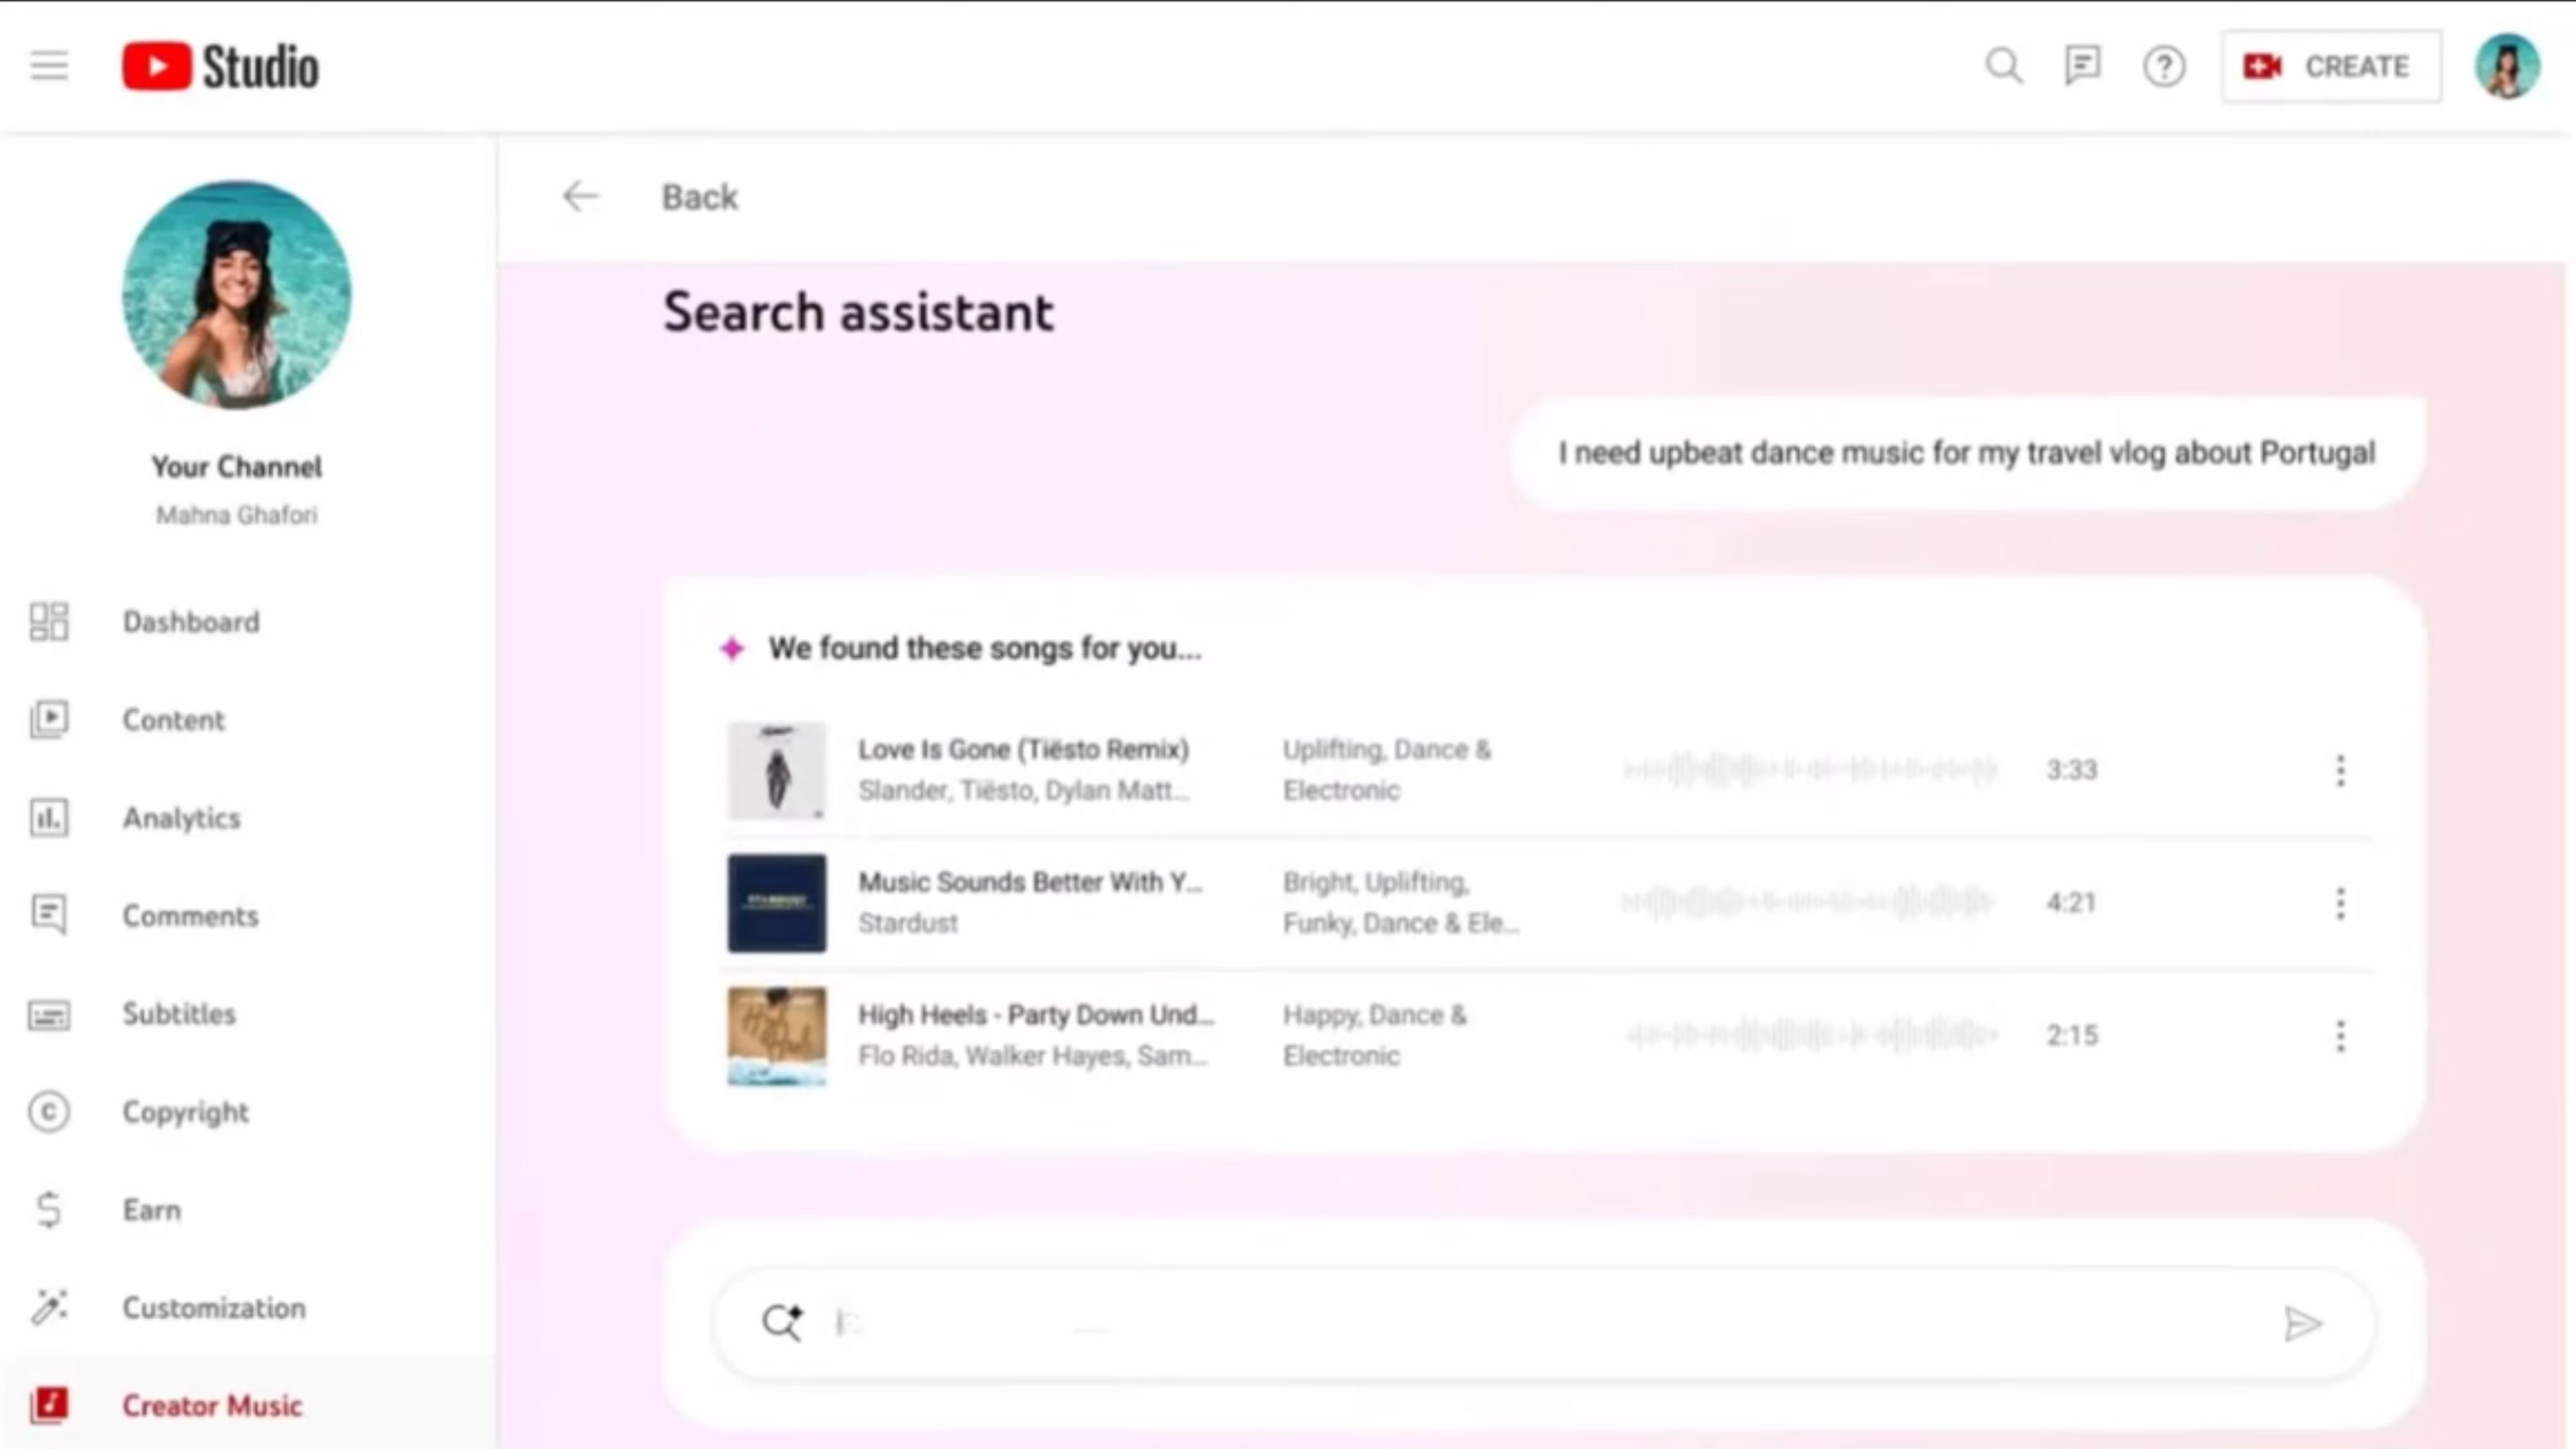 Studio
CREATE
Your Channel
Mahna Ghafori
Dashboard
Content
Analytics
Comments
Subtitles
Copyright
Earn
Customization
Creator Music
Back
Search assistant
I need upbeat dance music for my travel vlog about Portugal
We found these songs for you...
Love Is Gone (Tiësto Remix)
Slander, Tiësto, Dylan Matt...
Uplifting, Dance &
Electronic
3:33
Music Sounds Better With Y...
Stardust
Bright, Uplifting,
Funky, Dance & Ele...
4:21
High Heels - Party Down Und...
Flo Rida, Walker Hayes, Sam...
Happy, Dance &
Electronic
2:15